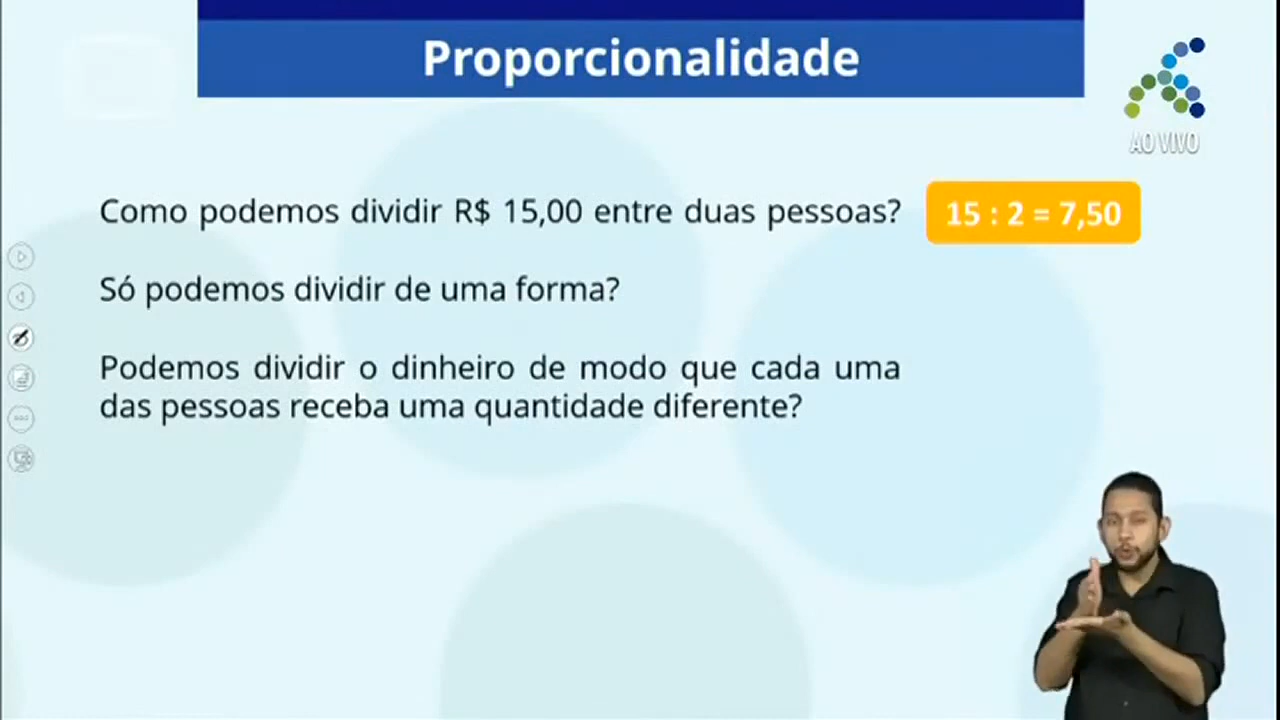 Proporcionalidade
AO VIVO
Como podemos dividir R$ 15,00 entre duas pessoas?
15 : 2 = 7,50
Só podemos dividir de uma forma?
Podemos dividir o dinheiro de modo que cada uma
das pessoas receba uma quantidade diferente?